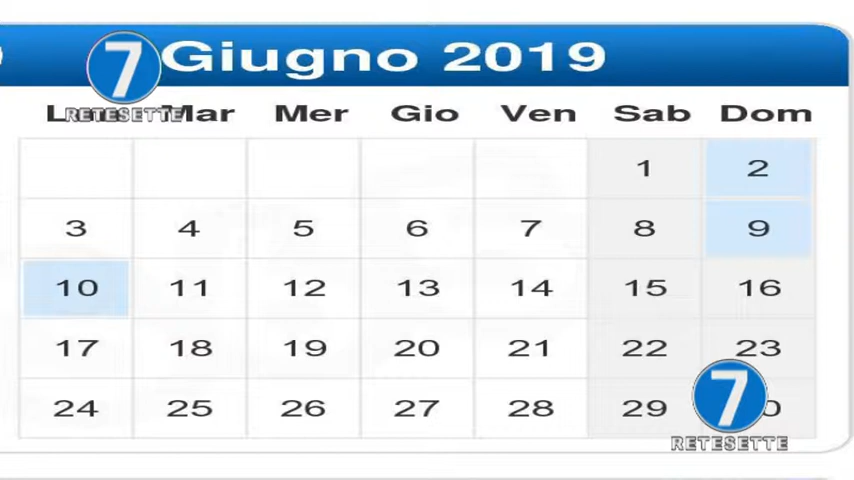 7 Giugno 2019
RETESETTE Mar Mer Gio Ven Sab Dom
1 2
3 4 5 6 7 8 9
10 11 12 13 14 15 16
17 18 19 20 21 22 23
24 25 26 27 28 29
7
RETESETTE